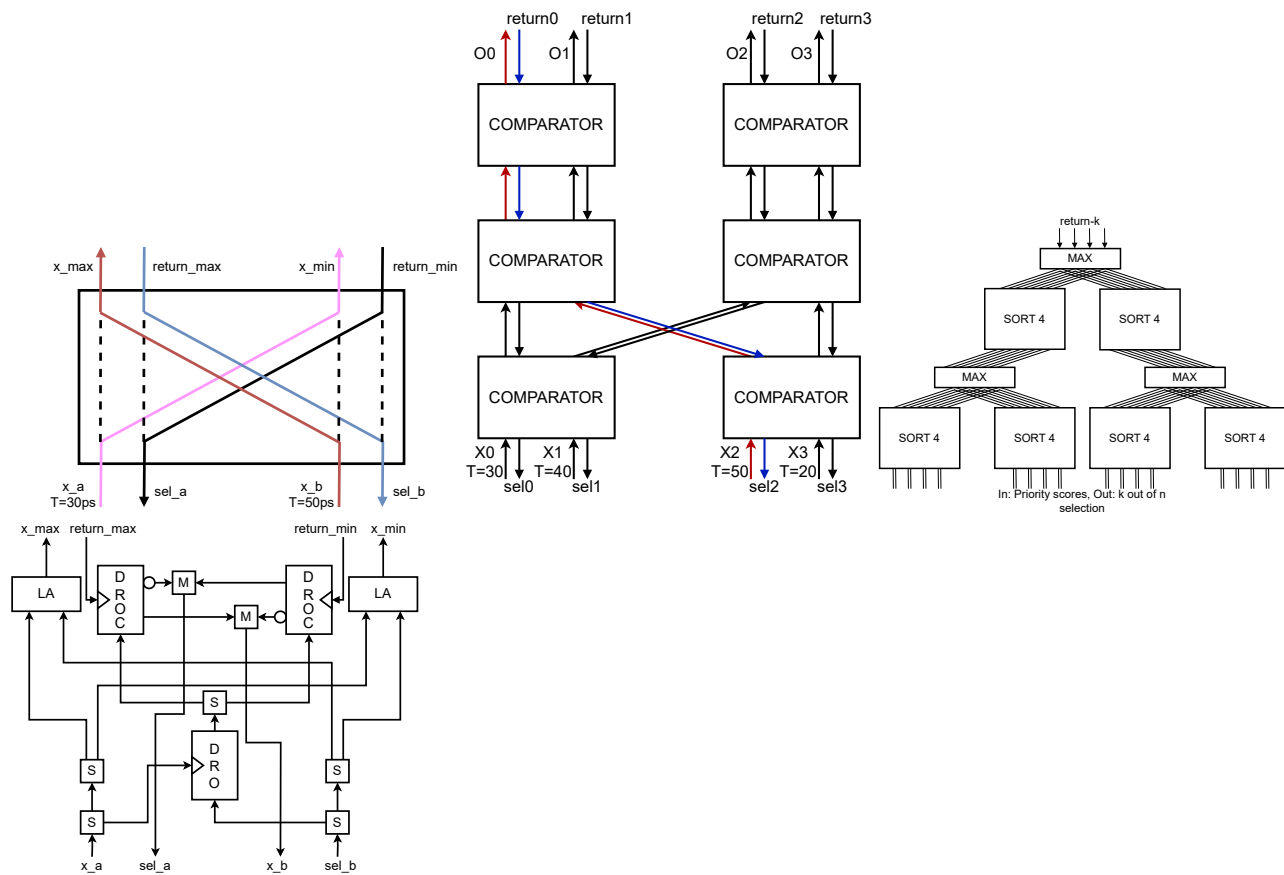 return0
return1
O0
O1
COMPARATOR
COMPARATOR
COMPARATOR
X0
T=30
X1
T=40
sel0
sel1
return2
return3
O2
O3
COMPARATOR
COMPARATOR
COMPARATOR
X2
T=50
X3
T=20
sel2
sel3
x_max
return_max
x_min
return_min
x_a
T=30ps
sel_a
x_b
T=50ps
sel_b
x_max
return_max
return_min
x_min
LA
D
R
O
C
M
M
D
R
O
C
LA
S
D
R
O
S
S
S
S
x_a
sel_a
x_b
sel_b
return-k
MAX
SORT 4
SORT 4
MAX
MAX
SORT 4
SORT 4
SORT 4
SORT 4
In: Priority scores, Out: k out of n
selection